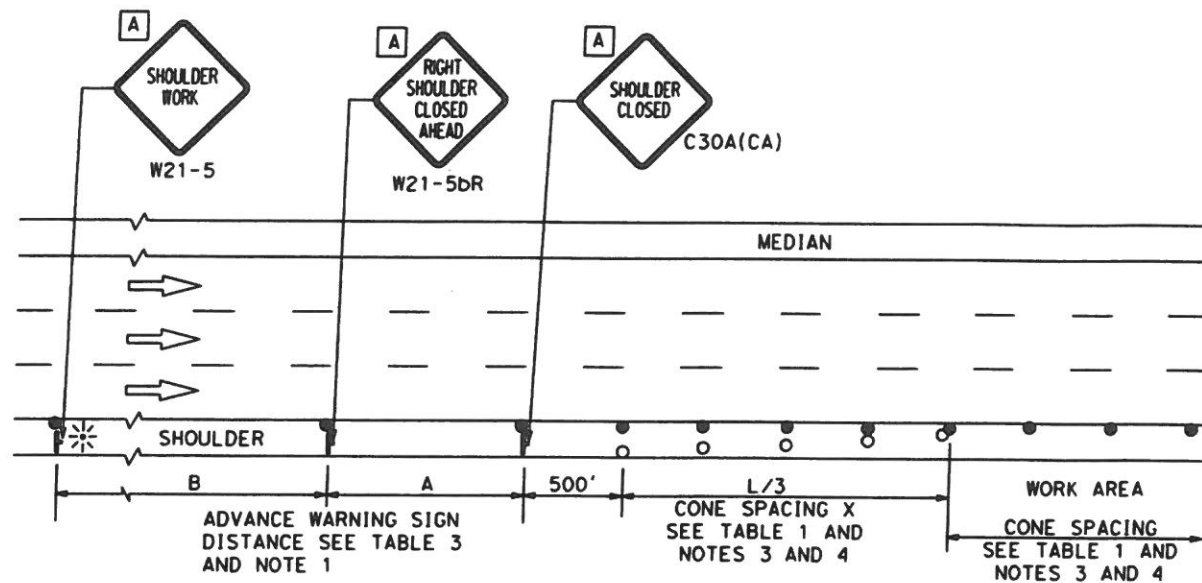 A
SHOULDER
WORK
W21-5
A
RIGHT
SHOULDER
CLOSED
AHEAD
W21-5bR
A
SHOULDER
CLOSED
C30A(CA)
MEDIAN
SHOULDER
B
A
500'
L/3
WORK AREA
ADVANCE WARNING SIGN
DISTANCE SEE TABLE 3
AND NOTE 1
CONE SPACING X
SEE TABLE 1 AND
NOTES 3 AND 4
CONE SPACING
SEE TABLE 1 AND
NOTES 3 AND 4